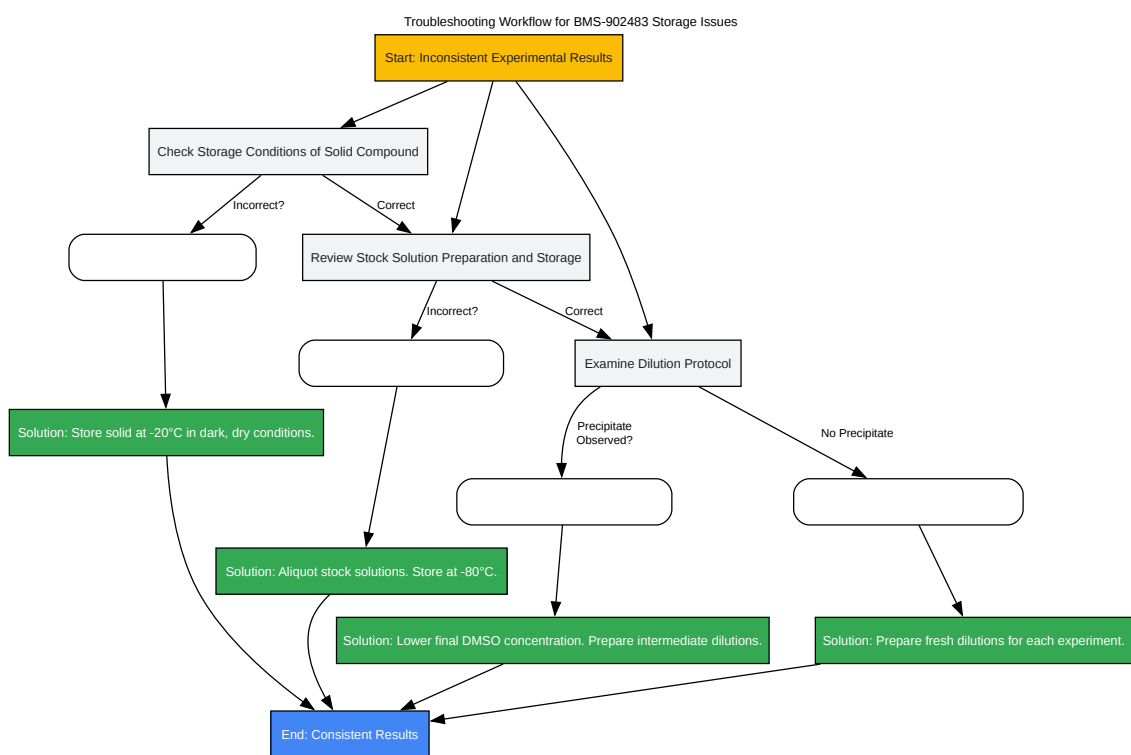 Troubleshooting Workflow for BMS-902483 Storage Issues
Start: Inconsistent Experimental Results
Check Storage Conditions of Solid Compound
Incorrect?
Correct
Review Stock Solution Preparation and Storage
Incorrect?
Correct
Examine Dilution Protocol
Precipitate
Observed?
No Precipitate
Solution: Store solid at -20°C in dark, dry conditions.
Solution: Aliquot stock solutions. Store at -80°C.
Solution: Lower final DMSO concentration. Prepare intermediate dilutions.
Solution: Prepare fresh dilutions for each experiment.
End: Consistent Results